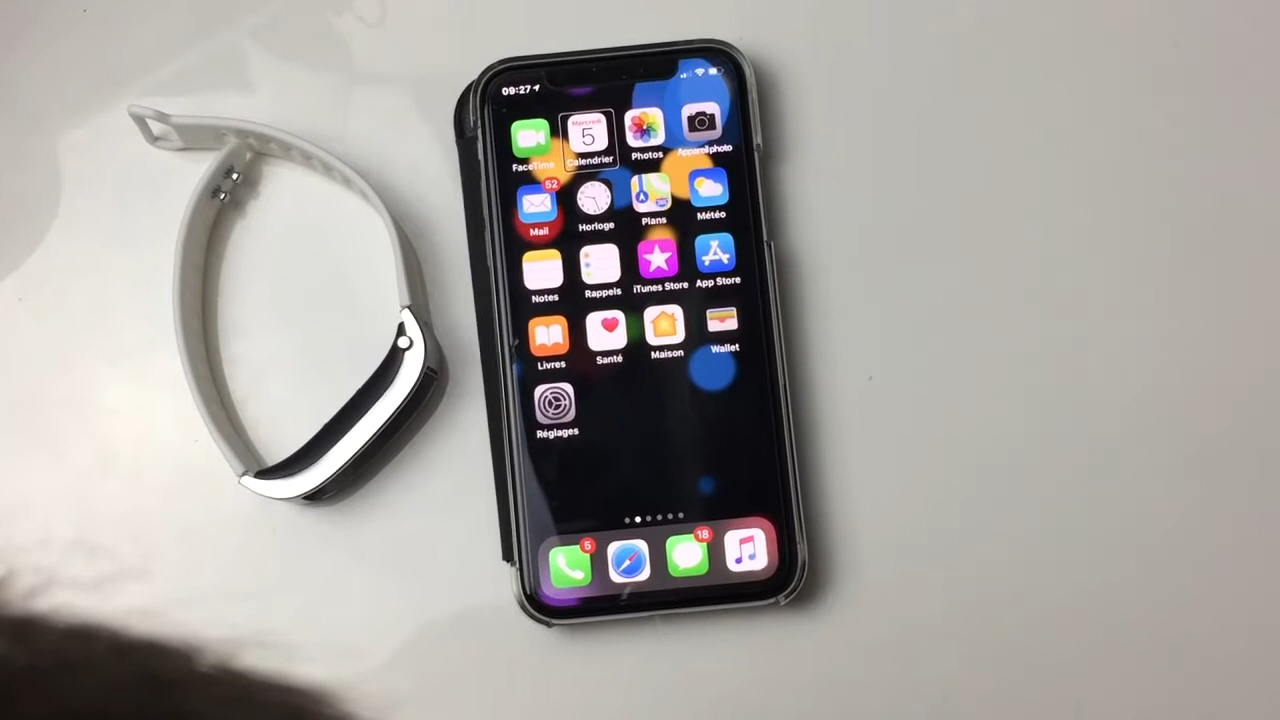 09:27
Mercredi
5
FaceTime
Calendrier
Photos
Appareil photo
52
Mail
Horloge
Plans
Météo
Notes
Rappels
iTunes Store
App Store
Livres
Santé
Maison
Wallet
Réglages
5
18